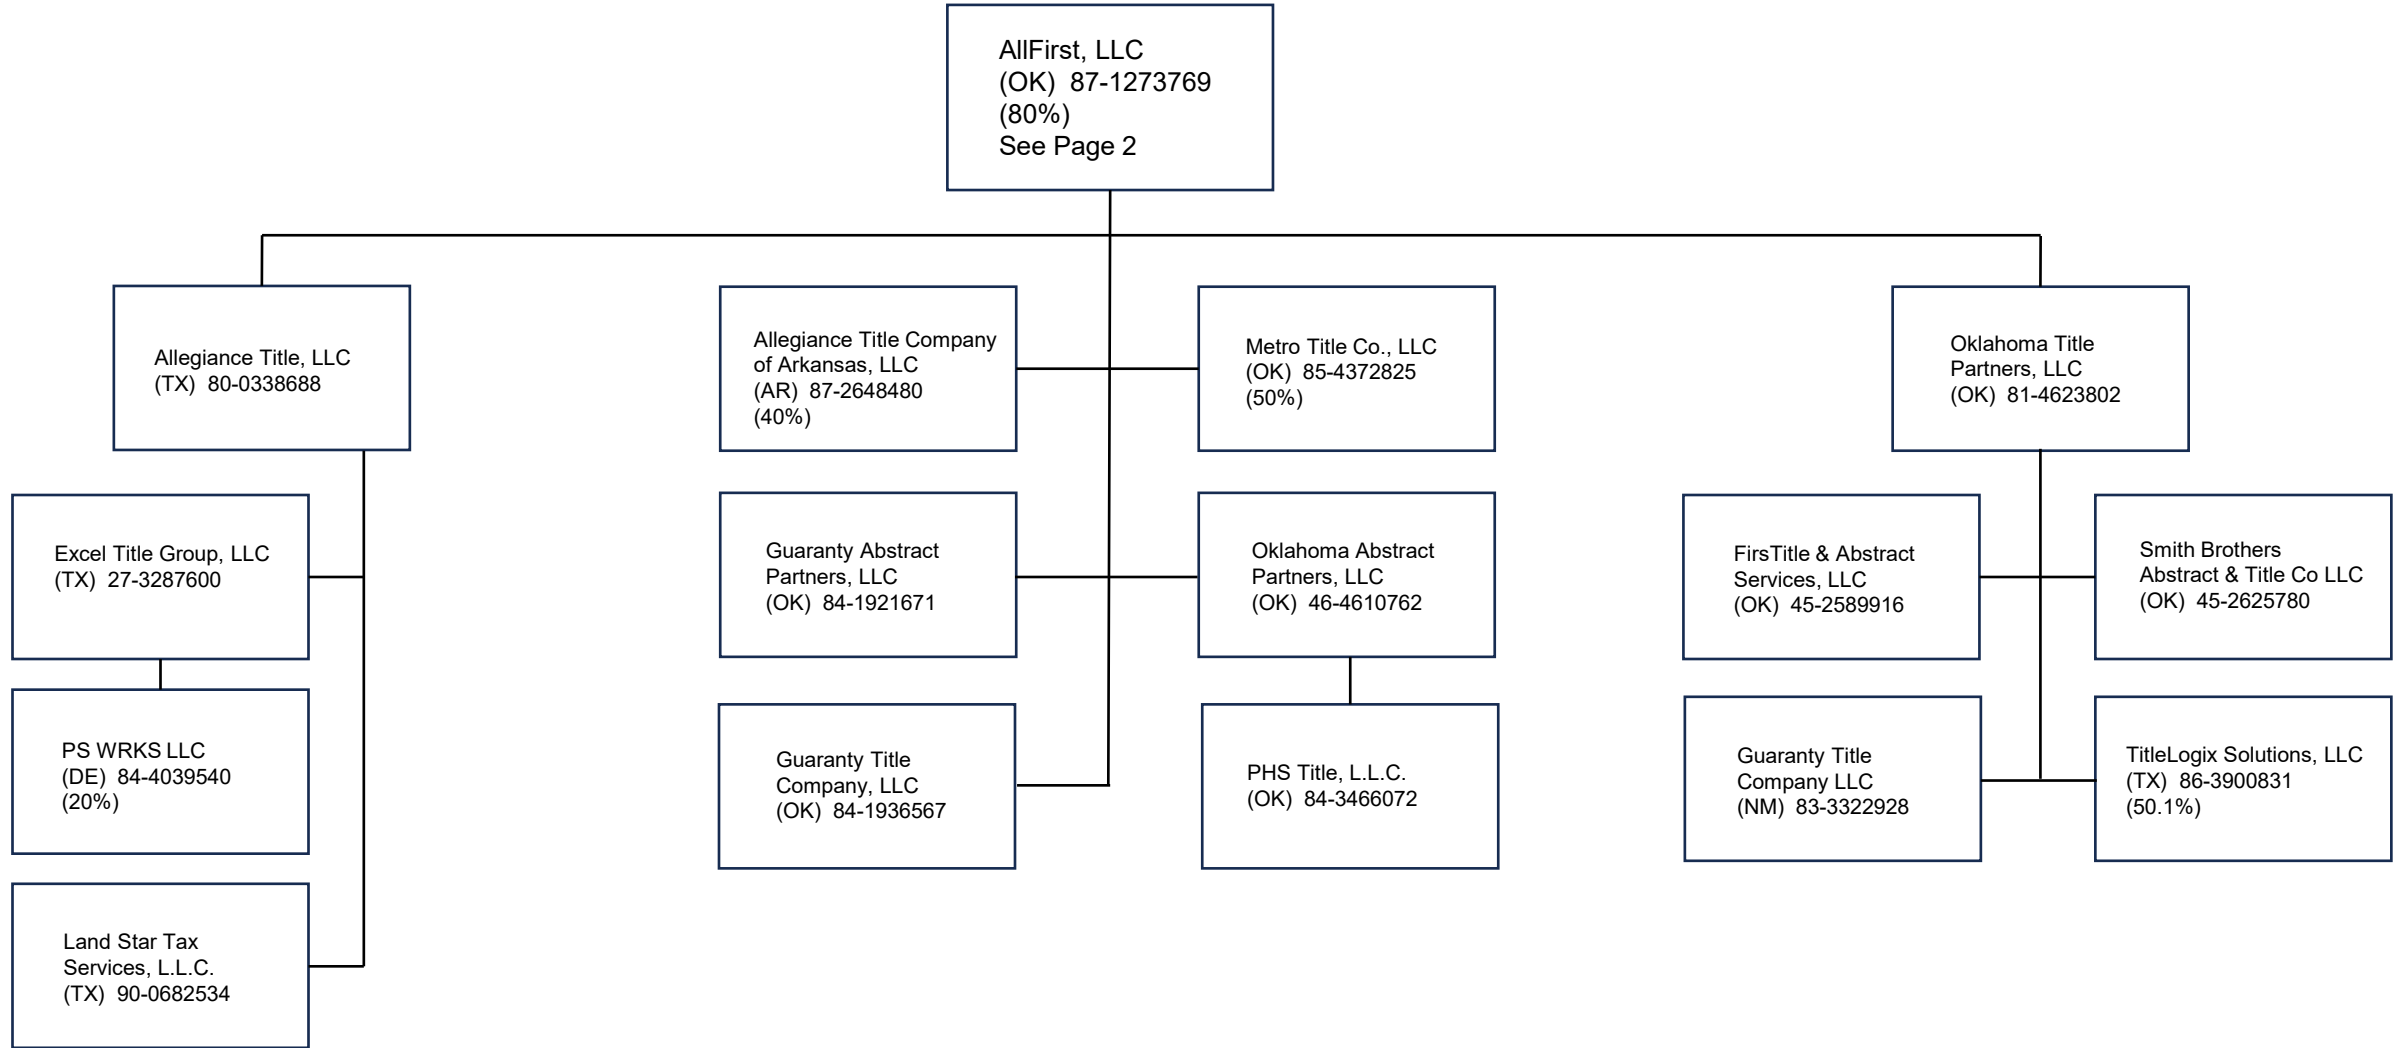 AllFirst, LLC
(OK) 87-1273769
(80%)
See Page 2
Allegiance Title, LLC
(TX) 80-0338688
Allegiance Title Company
of Arkansas, LLC
(AR) 87-2648480
(40%)
Metro Title Co., LLC
(OK) 85-4372825
(50%)
Oklahoma Title
Partners, LLC
(OK) 81-4623802
Excel Title Group, LLC
(TX) 27-3287600
Guaranty Abstract
Partners, LLC
(OK) 84-1921671
Oklahoma Abstract
Partners, LLC
(OK) 46-4610762
FirsTitle & Abstract
Services, LLC
(OK) 45-2589916
Smith Brothers
Abstract & Title Co LLC
(OK) 45-2625780
PS WRKS LLC
(DE) 84-4039540
(20%)
Guaranty Title
Company, LLC
(OK) 84-1936567
PHS Title, L.L.C.
(OK) 84-3466072
Guaranty Title
Company LLC
(NM) 83-3322928
TitleLogix Solutions, LLC
(TX) 86-3900831
(50.1%)
Land Star Tax
Services, L.L.C.
(TX) 90-0682534